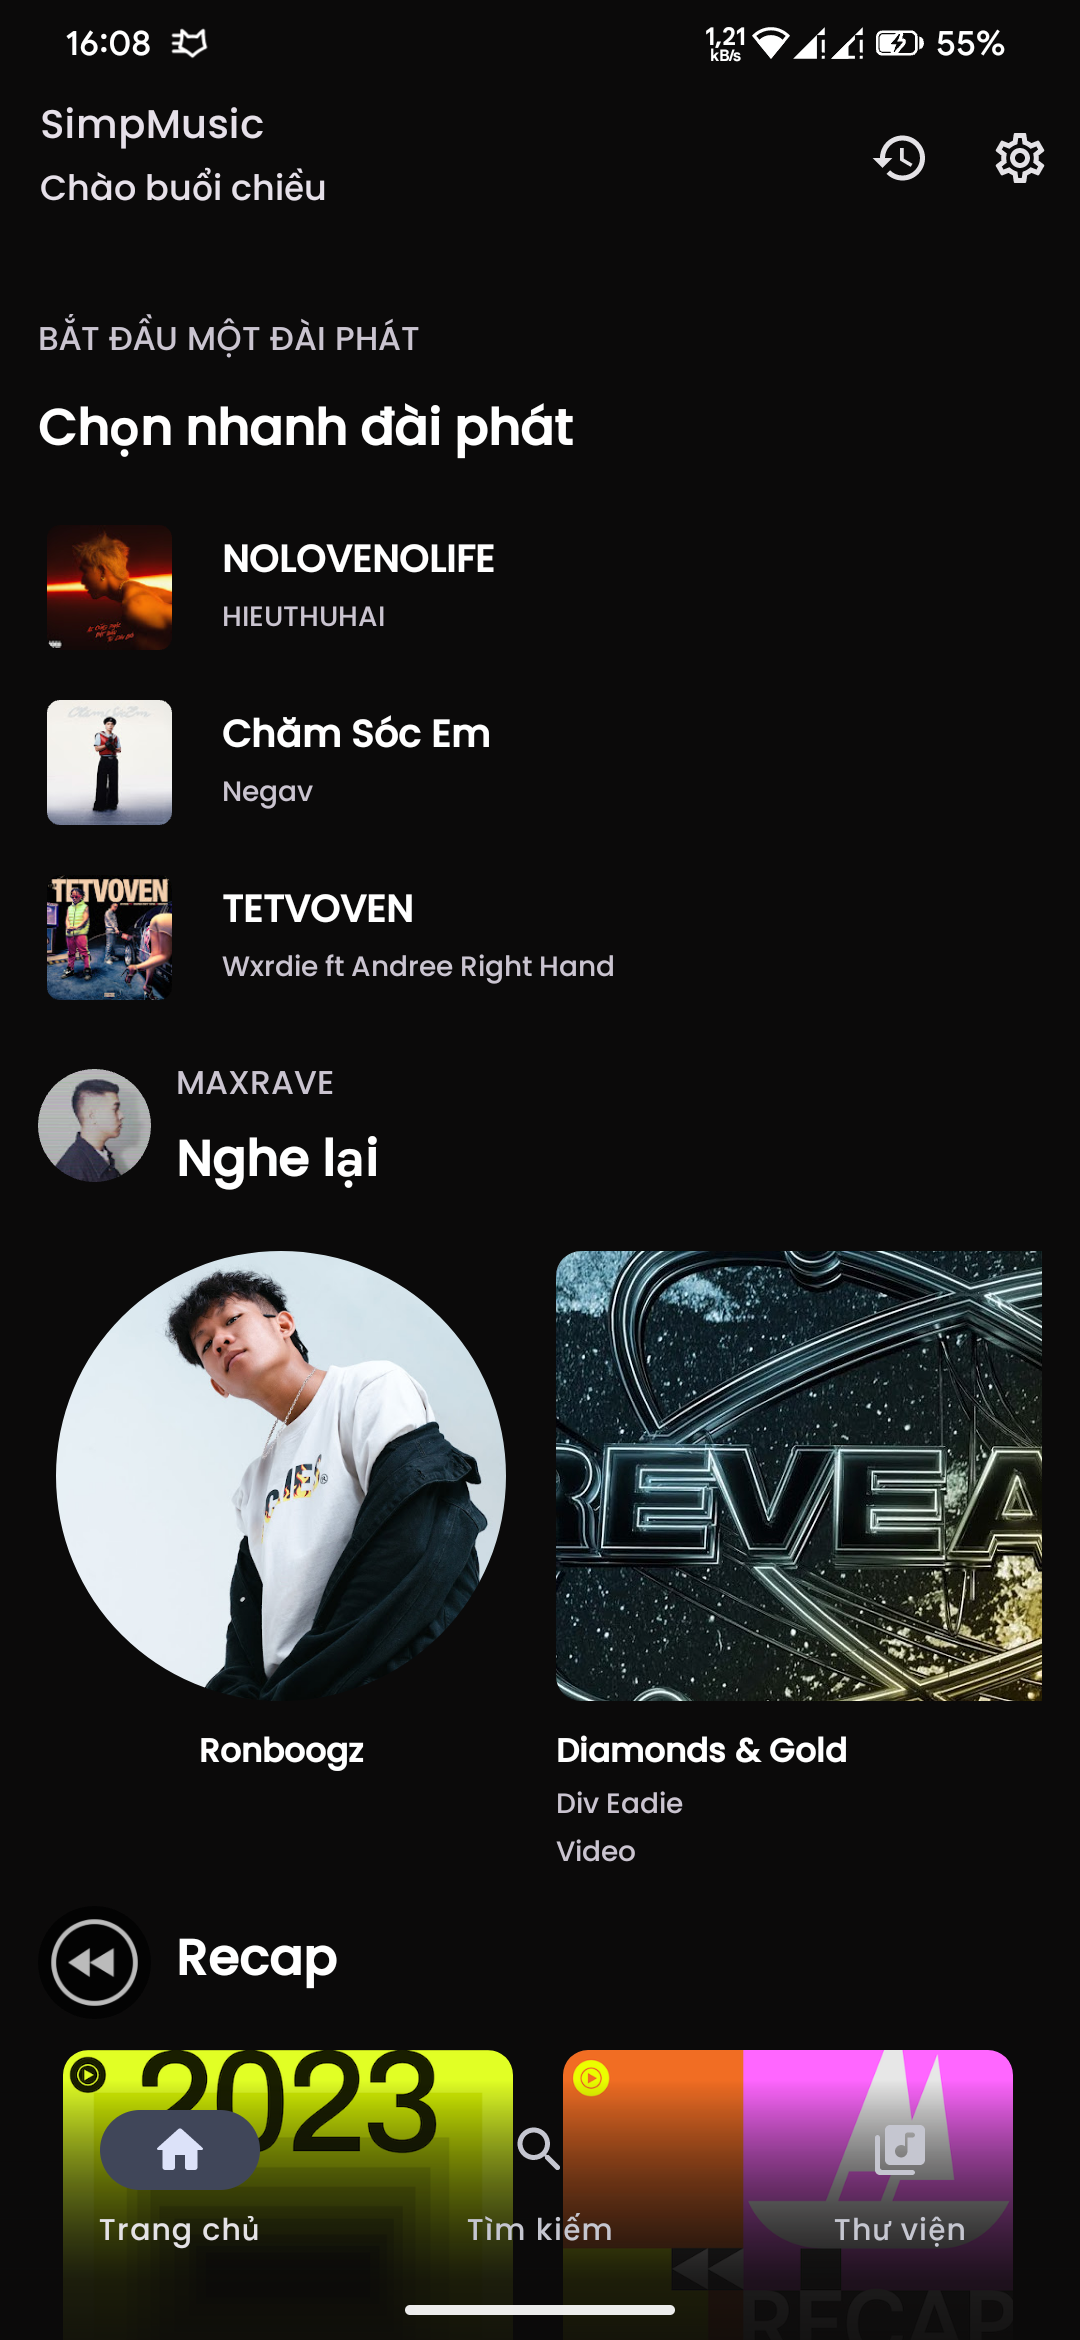 16:08
1,21
kB/s
55%
SimpMusic
Chào buổi chiều
BẮT ĐẦU MỘT ĐÀI PHÁT
Chọn nhanh đài phát
NOLOVENOLIFE
HIEUTHUHAI
Chăm Sóc Em
Negav
TETVOVEN
TETVOVEN
Wxrdie ft Andree Right Hand
MAXRAVE
Nghe lại
REVEA
Ronboogz
Diamonds & Gold
Div Eadie
Video
Recap
2023
RECAP
Trang chủ
Tìm kiếm
Thư viện